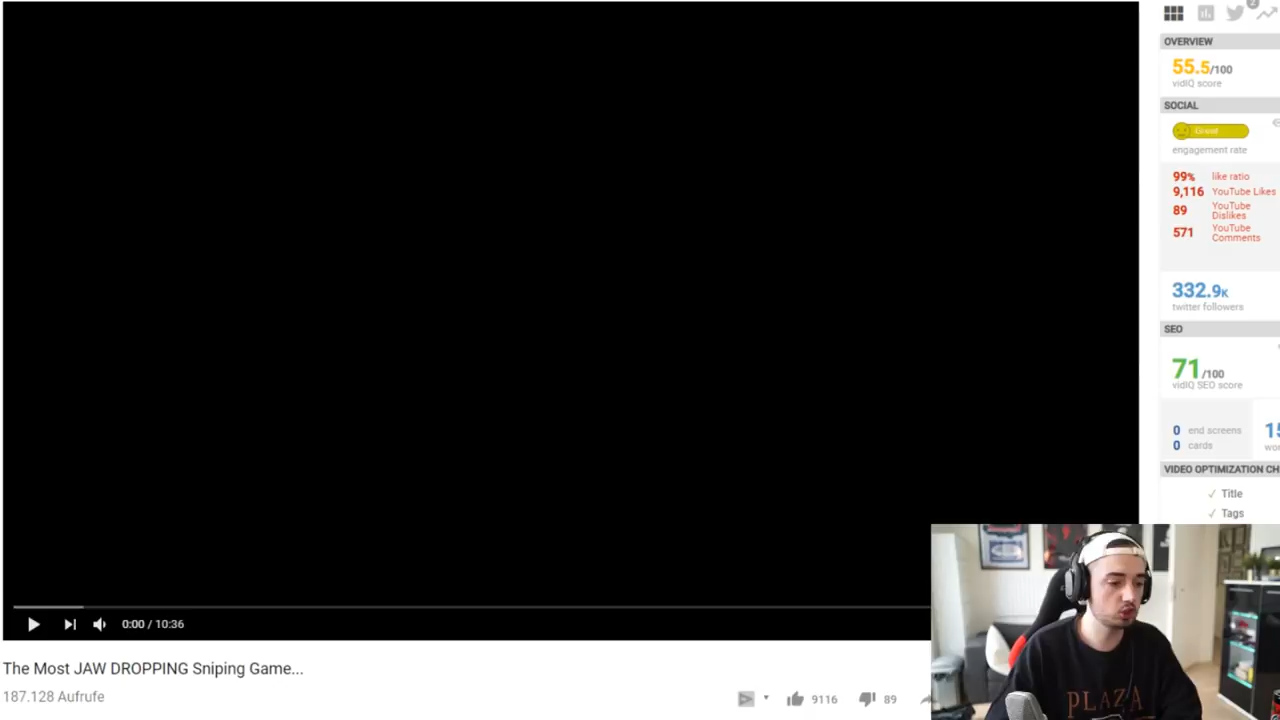 OVERVIEW
55.5/100
vidIQ score
SOCIAL
Great
engagement rate
99% like ratio
9,116 YouTube Likes
89 YouTube
Dislikes
571 YouTube
Comments
332.9K
twitter followers
SEO
71/100
vidIQ SEO score
0 end screens
0 cards
15
wor
VIDEO OPTIMIZATION CH
✓ Title
✓ Tags
0:00 / 10:36
The Most JAW DROPPING Sniping Game...
187.128 Aufrufe
9116
89
PLAZA